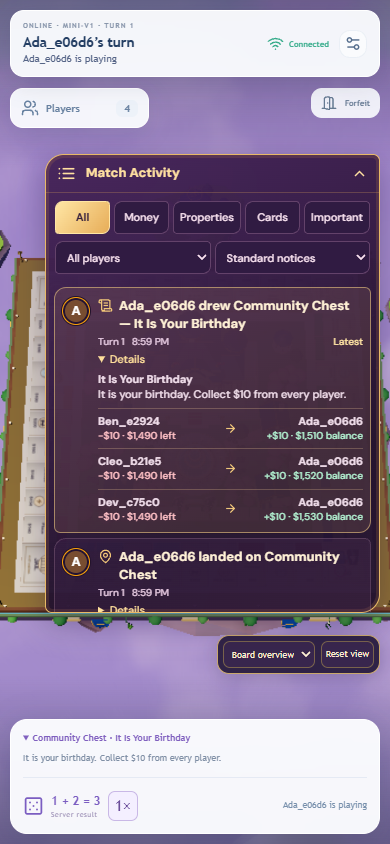 ONLINE · MINI-V1 · TURN 1
Ada_e06d6's turn
Ada_e06d6 is playing
Connected
Players
4
Forfeit
Match Activity
All
Money
Properties
Cards
Important
All players
Standard notices
A
Ada_e06d6 drew Community Chest
— It Is Your Birthday
Turn 1 8:59 PM
Latest
▼ Details
It Is Your Birthday
It is your birthday. Collect $10 from every player.
Ben_e2924 → Ada_e06d6
-$10 · $1,490 left +$10 · $1,510 balance
Cleo_b21e5 → Ada_e06d6
-$10 · $1,490 left +$10 · $1,520 balance
Dev_c75c0 → Ada_e06d6
-$10 · $1,490 left +$10 · $1,530 balance
A
Ada_e06d6 landed on Community
Chest
Turn 1 8:59 PM
▶ Details
Board overview
Reset view
▼ Community Chest · It Is Your Birthday
It is your birthday. Collect $10 from every player.
1 + 2 = 3
Server result
1×
Ada_e06d6 is playing